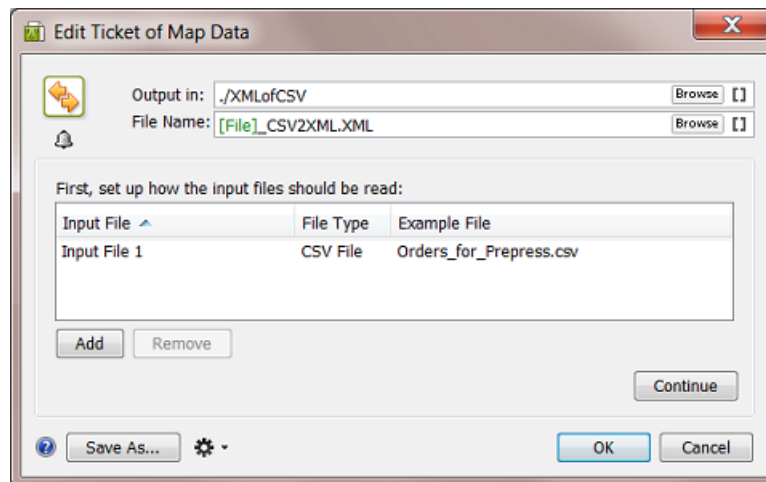 Edit Ticket of Map Data
X
Output in: ./XMLofCSV Browse []
File Name: [File]_CSV2XML.XML Browse []
First, set up how the input files should be read:
Input File File Type Example File
Input File 1 CSV File Orders_for_Prepress.csv
Add Remove
Continue
? Save As... OK Cancel